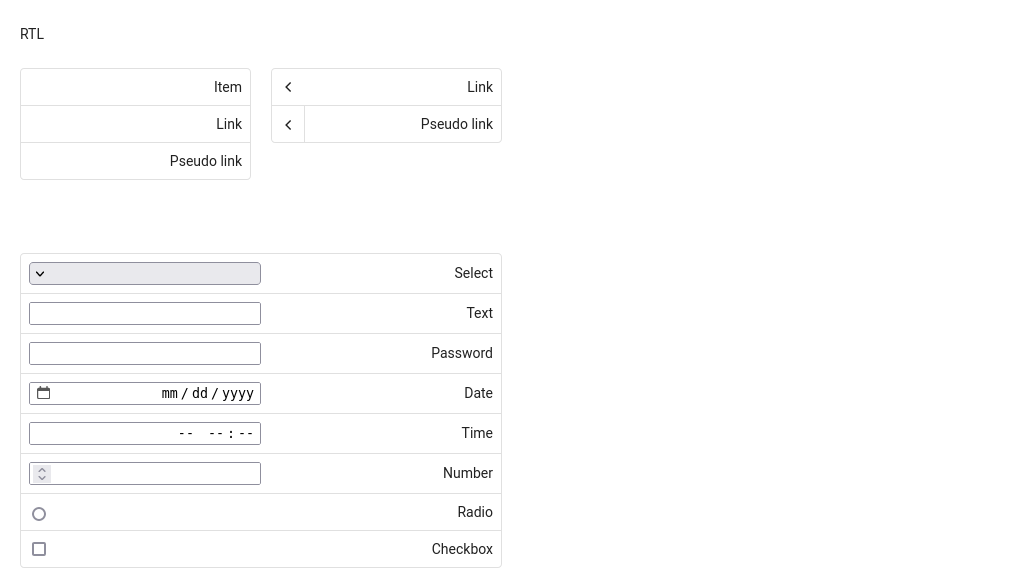 RTL
Item
Link
Pseudo link
Link
Pseudo link
Select
Text
Password
mm/dd/yyyy Date
-- --:-- Time
Number
Radio
Checkbox